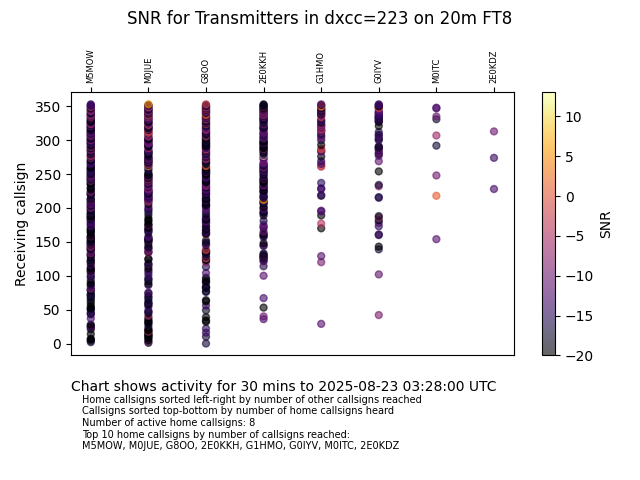 SNR for Transmitters in dxcc=223 on 20m FT8
M5MOW M0JUE G8OO 2E0KKH G1HMO G0IYV M0ITC 2E0KDZ
350
300
250
200
150
100
50
0
Receiving callsign
10
5
0
−5
−10
−15
−20
SNR
Chart shows activity for 30 mins to 2025-08-23 03:28:00 UTC
Home callsigns sorted left-right by number of other callsigns reached
Callsigns sorted top-bottom by number of home callsigns heard
Number of active home callsigns: 8
Top 10 home callsigns by number of callsigns reached:
M5MOW, M0JUE, G8OO, 2E0KKH, G1HMO, G0IYV, M0ITC, 2E0KDZ